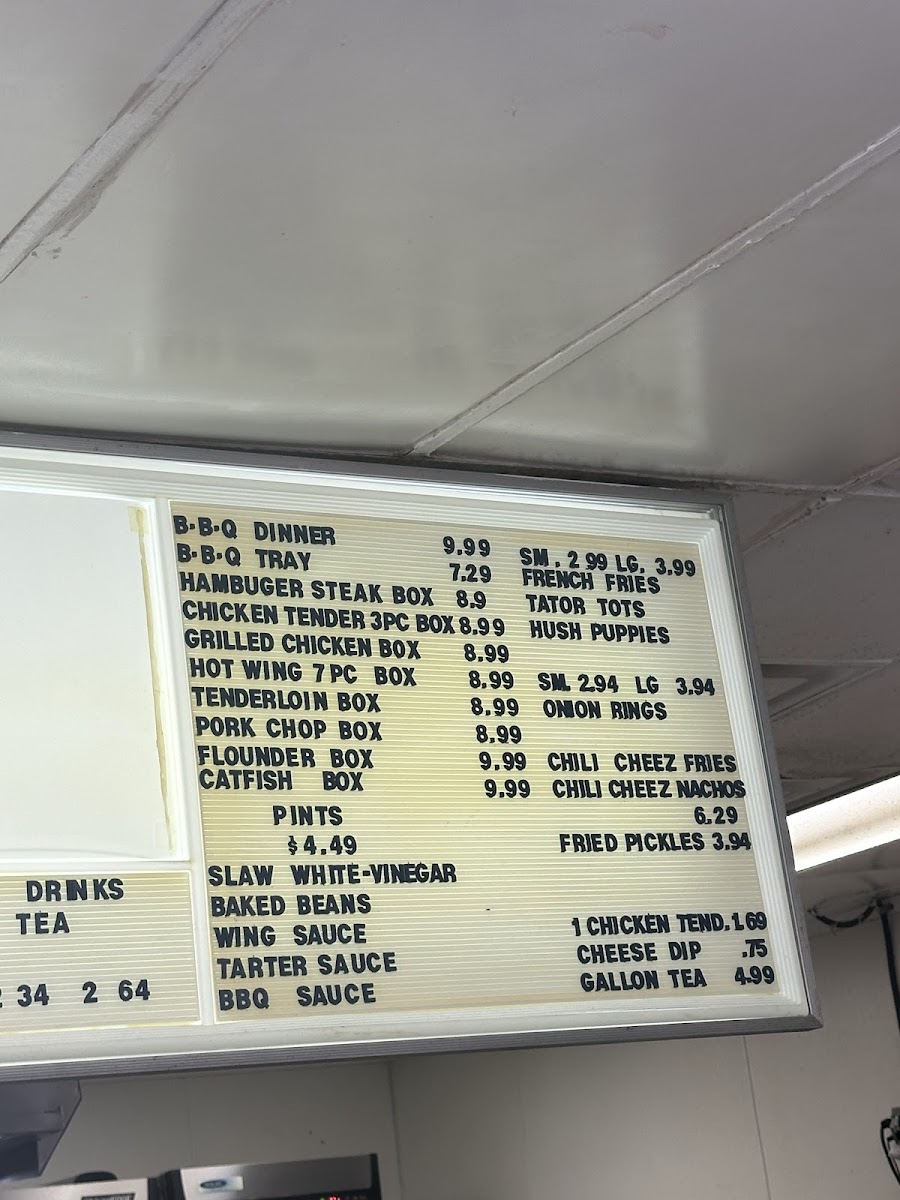 B-B-Q DINNER 9.99
B-B-Q TRAY 7.29
HAMBUGER STEAK BOX 8.9
CHICKEN TENDER 3PC BOX 8.99
GRILLED CHICKEN BOX 8.99
HOT WING 7 PC BOX 8.99
TENDERLOIN BOX 8.99
PORK CHOP BOX 8.99
FLOUNDER BOX 9.99
CATFISH BOX 9.99
PINTS
$4.49
SLAW WHITE-VINEGAR
BAKED BEANS
WING SAUCE
TARTER SAUCE
BBQ SAUCE
SM. 2 99 LG. 3.99
FRENCH FRIES
TATOR TOTS
HUSH PUPPIES
SM. 2.94 LG 3.94
ONION RINGS
CHILI CHEEZ FRIES
CHILI CHEEZ NACHOS
6.29
FRIED PICKLES 3.94
1 CHICKEN TEND. 1.69
CHEESE DIP .75
GALLON TEA 4.99
DRINKS
TEA
34 2 64